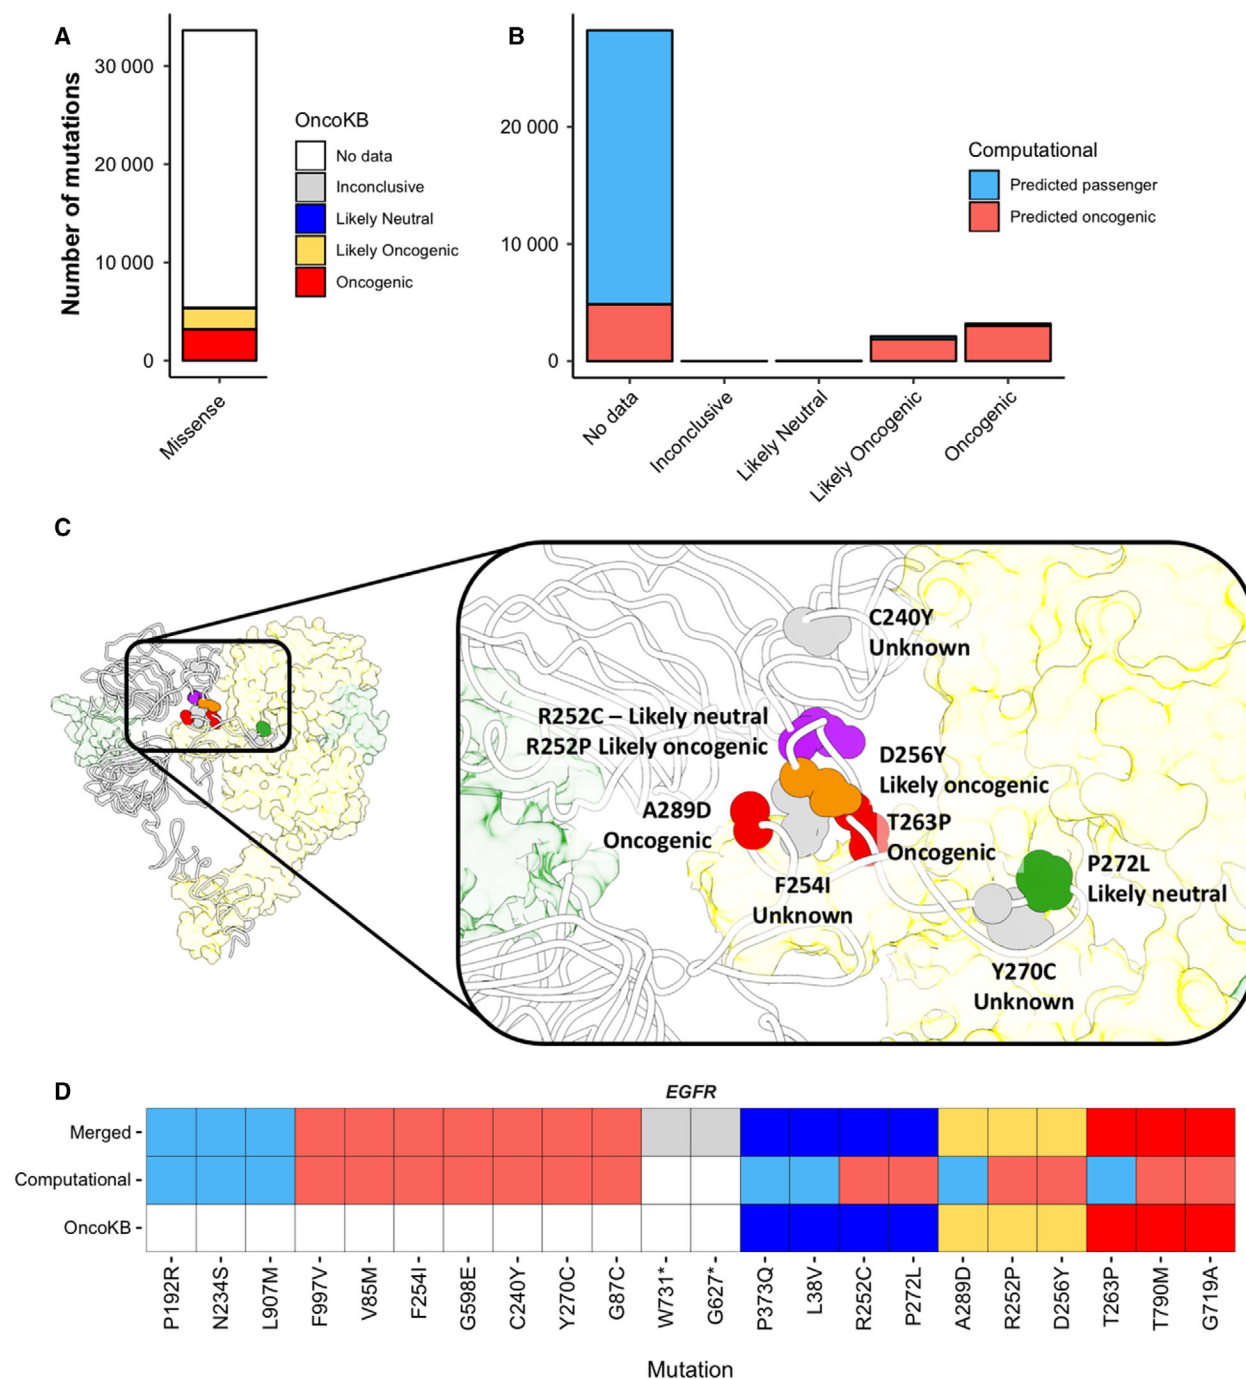 A
Number of mutations
30 000
20 000
10 000
0
Missense
OncoKB
No data
Inconclusive
Likely Neutral
Likely Oncogenic
Oncogenic
B
20 000
10 000
0
No data
Inconclusive
Likely Neutral
Likely Oncogenic
Oncogenic
Computational
Predicted passenger
Predicted oncogenic
C
C240Y
Unknown
R252C – Likely neutral
R252P Likely oncogenic
D256Y
Likely oncogenic
A289D
Oncogenic
T263P
Oncogenic
F254I
Unknown
P272L
Likely neutral
Y270C
Unknown
D
EGFR
Merged
Computational
OncoKB
P192R
N234S
L907M
F997V
V85M
F254I
G598E
C240Y
Y270C
G87C
W731*
G627*
P373Q
L38V
R252C
P272L
A289D
R252P
D256Y
T263P
T790M
G719A
Mutation